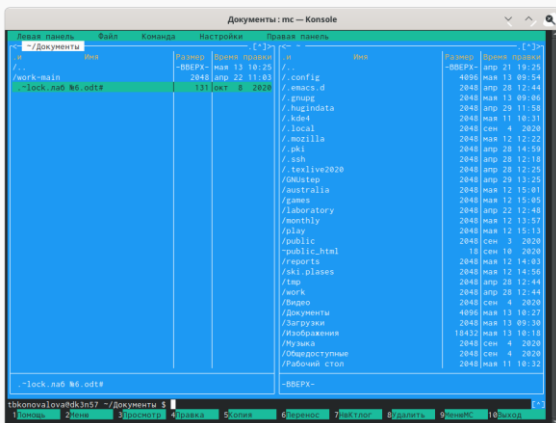 Документы : mc — Konsole
Левая панель Файл Команда Настройки Правая панель
<- ~/Документы .[^]> <- ~ .[^]>
.и Имя Размер Время правки .и Имя Размер Время правки
/.. -ВВЕРХ- мая 13 10:25 /.. -ВВЕРХ- апр 21 19:25
/work-main 2048 апр 22 11:03 /.config 4096 мая 13 09:54
.~lock.лаб №6.odt# 131 окт 8 2020 /.emacs.d 2048 апр 28 12:44
/.gnupg 2048 мая 13 09:06
/.hugindata 2048 апр 29 11:58
/.kde4 2048 мая 11 10:31
/.local 2048 сен 4 2020
/.mozilla 2048 мая 12 12:22
/.pki 2048 апр 28 14:59
/.ssh 2048 апр 28 12:18
/.texlive2020 2048 апр 28 12:25
/GNUstep 2048 апр 29 13:25
/australia 2048 мая 12 15:01
/games 2048 мая 12 15:05
/laboratory 2048 апр 22 12:48
/monthly 2048 мая 12 13:57
/play 2048 мая 12 15:13
/public 2048 сен 3 2020
~public_html 18 сен 10 2020
/reports 2048 мая 12 14:03
/ski.plases 2048 мая 12 14:56
/tmp 2048 апр 28 12:44
/work 2048 апр 28 12:44
/Видео 2048 сен 4 2020
/Документы 4096 мая 13 10:27
/Загрузки 2048 мая 13 09:30
/Изображения 18432 мая 13 10:18
/Музыка 2048 сен 4 2020
/Общедоступные 2048 сен 4 2020
/Рабочий стол 2048 мая 11 10:32
.~lock.лаб №6.odt# -ВВЕРХ-
tbkonovalova@dk3n57 ~/Документы $ [^]
1Помощь 2Меню 3Просмотр 4Правка 5Копия 6Перенос 7НвКтлог 8Удалить 9МенюМС 10Выход